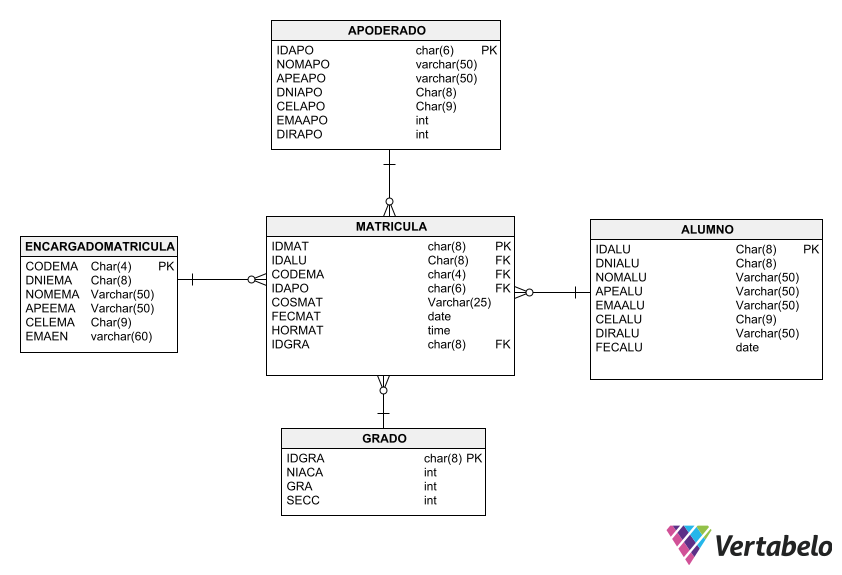 APODERADO
IDAPO char(6) PK
NOMAPO varchar(50)
APEAPO varchar(50)
DNIAPO Char(8)
CELAPO Char(9)
EMAAPO int
DIRAPO int
ENCARGADOMATRICULA
CODEMA Char(4) PK
DNIEMA Char(8)
NOMEMA Varchar(50)
APEEMA Varchar(50)
CELEMA Char(9)
EMAEN varchar(60)
MATRICULA
IDMAT char(8) PK
IDALU Char(8) FK
CODEMA char(4) FK
IDAPO char(6) FK
COSMAT Varchar(25)
FECMAT date
HORMAT time
IDGRA char(8) FK
ALUMNO
IDALU Char(8) PK
DNIALU Char(8)
NOMALU Varchar(50)
APEALU Varchar(50)
EMAALU Varchar(50)
CELALU Char(9)
DIRALU Varchar(50)
FECALU date
GRADO
IDGRA char(8) PK
NIACA int
GRA int
SECC int
Vertabelo